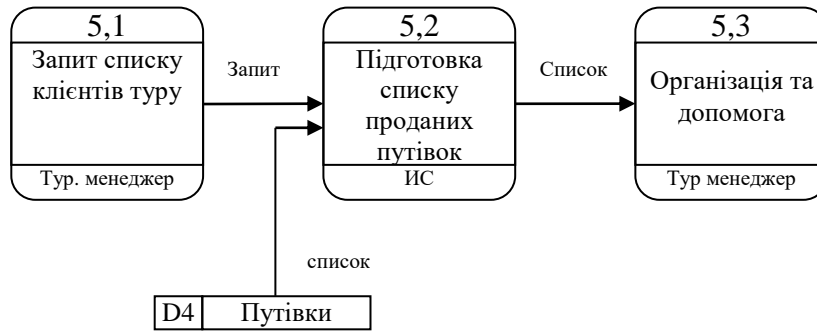 5,1
Запит списку
клієнтів туру
Тур. менеджер
Запит
5,2
Підготовка
списку
проданих
путівок
ИС
Список
5,3
Організація та
допомога
Тур менеджер
список
D4 Путівки